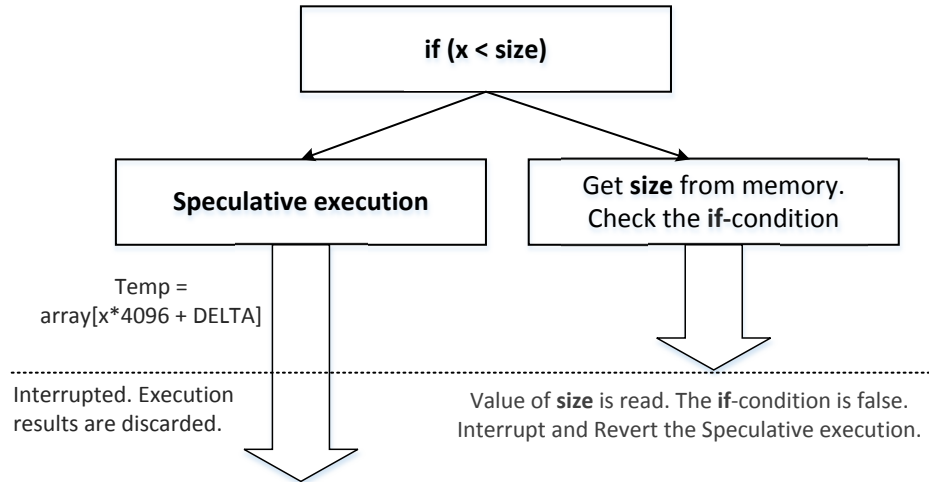 if (x < size)
Speculative execution
Get size from memory.
Check the if-condition
Temp =
array[x*4096 + DELTA]
Interrupted. Execution
results are discarded.
Value of size is read. The if-condition is false.
Interrupt and Revert the Speculative execution.